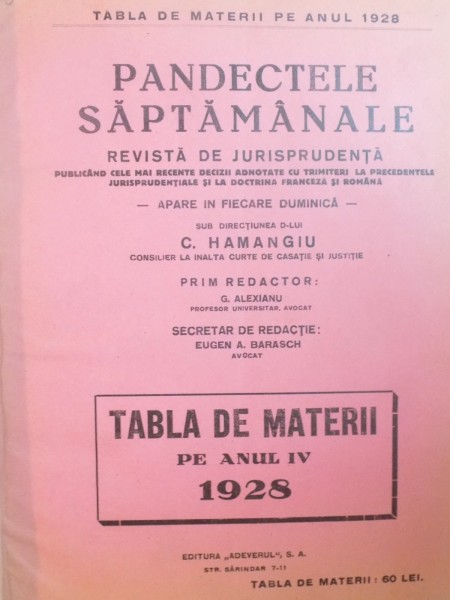 TABLA DE MATERII PE ANUL 1928
PANDECTELE
SĂPTĂMÂNALE
REVISTĂ DE JURISPRUDENȚĂ
PUBLICÂND CELE MAI RECENTE DECIZII ADNOTATE CU TRIMITERI LA PRECEDENTELE
JURISPRUDENȚIALE ȘI LA DOCTRINA FRANCEZĂ ȘI ROMÂNĂ
— APARE IN FIECARE DUMINICĂ —
SUB DIRECȚIUNEA D-LUI
C. HAMANGIU
CONSILIER LA INALTA CURTE DE CASAȚIE ȘI JUSTIȚIE
PRIM REDACTOR:
G. ALEXIANU
PROFESOR UNIVERSITAR, AVOCAT
SECRETAR DE REDACȚIE:
EUGEN A. BARASCH
AVOCAT
TABLA DE MATERII
PE ANUL IV
1928
EDITURA „ADEVERUL", S. A.
STR. SĂRINDAR 7-11
TABLA DE MATERII : 60 LEI.